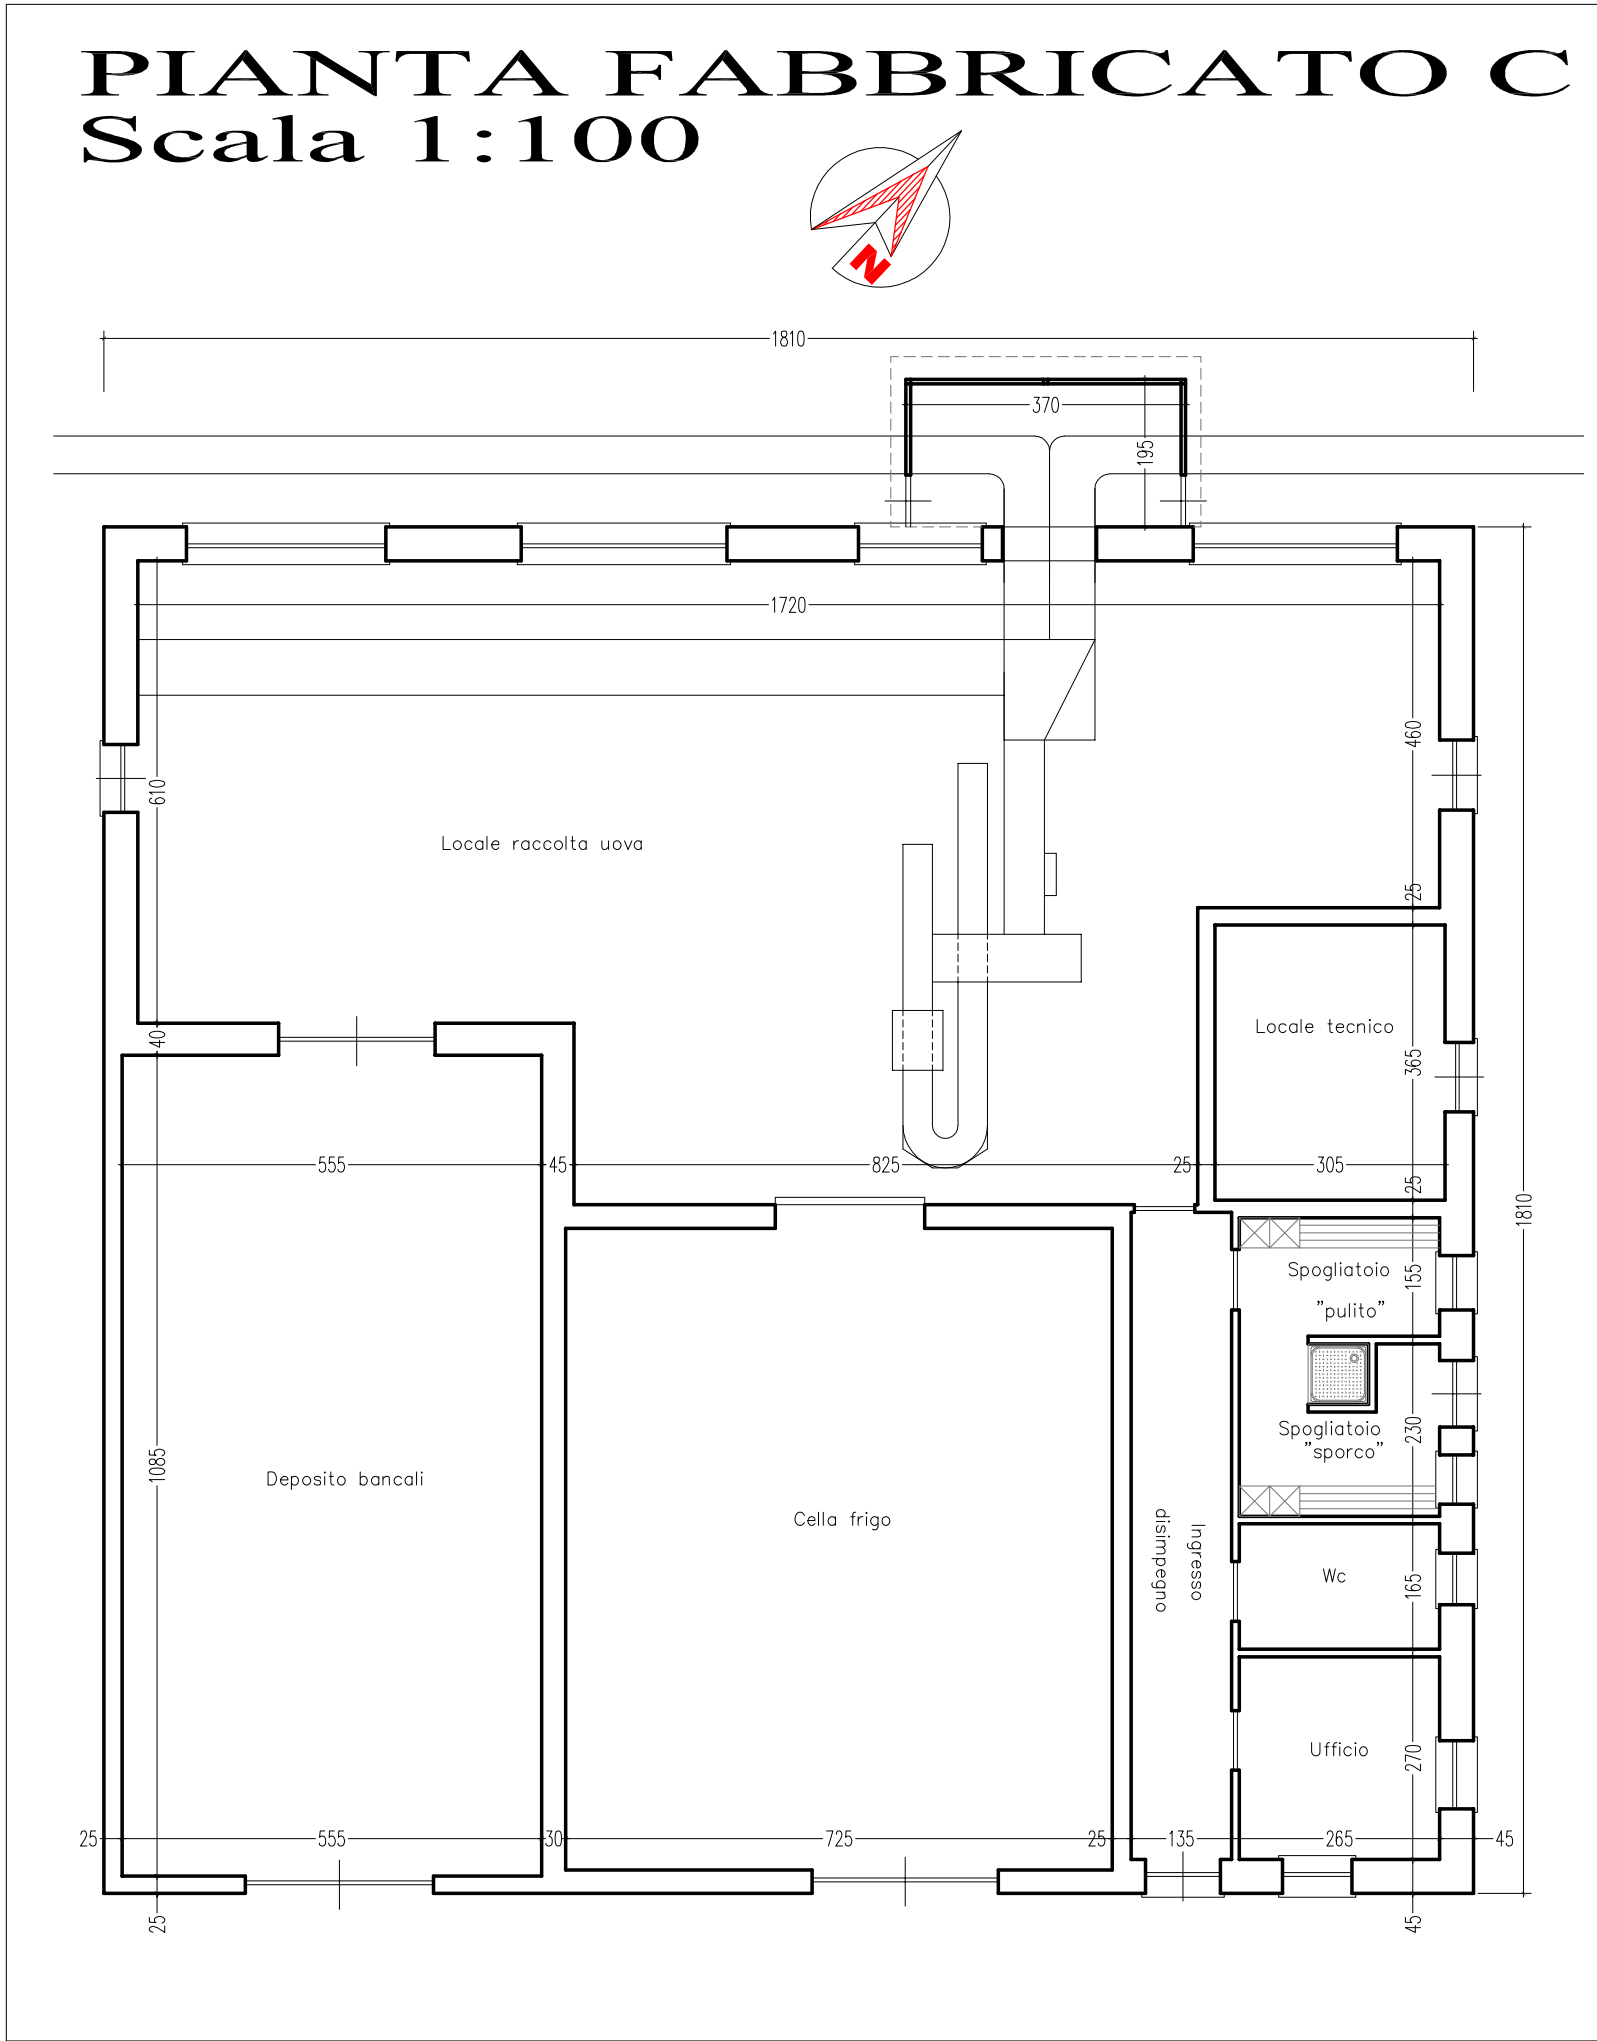 PIANTA FABBRICATO C
Scala 1:100
N
1810
370
195
1720
460
610
Locale raccolta uova
25
40
Locale tecnico
365
555
45
825
25
305
25
1810
Spogliatoio
155
"pulito"
230
Spogliatoio
"sporco"
1085
Deposito bancali
Cella frigo
Ingresso
disimpegno
Wc
165
Ufficio
270
25
555
30
725
25
135
265
45
25
45